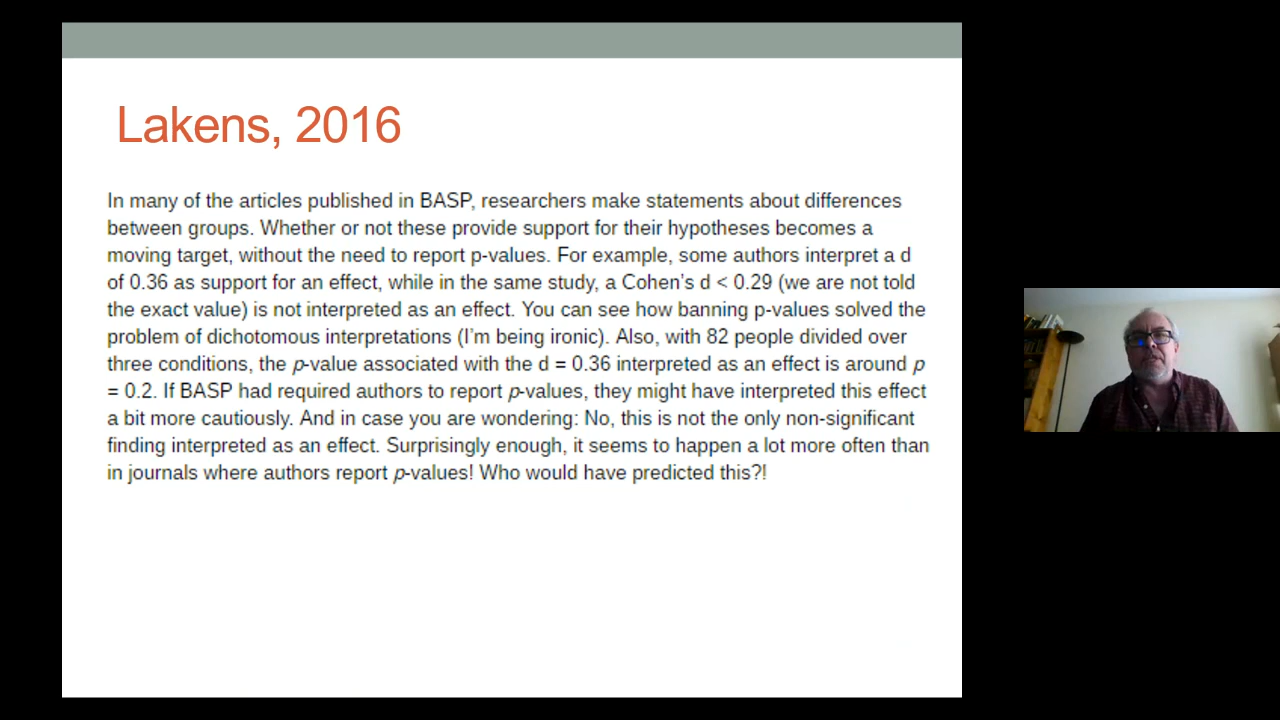 Lakens, 2016
In many of the articles published in BASP, researchers make statements about differences
between groups. Whether or not these provide support for their hypotheses becomes a
moving target, without the need to report p-values. For example, some authors interpret a d
of 0.36 as support for an effect, while in the same study, a Cohen's d < 0.29 (we are not told
the exact value) is not interpreted as an effect. You can see how banning p-values solved the
problem of dichotomous interpretations (I'm being ironic). Also, with 82 people divided over
three conditions, the p-value associated with the d = 0.36 interpreted as an effect is around p
= 0.2. If BASP had required authors to report p-values, they might have interpreted this effect
a bit more cautiously. And in case you are wondering: No, this is not the only non-significant
finding interpreted as an effect. Surprisingly enough, it seems to happen a lot more often than
in journals where authors report p-values! Who would have predicted this?!